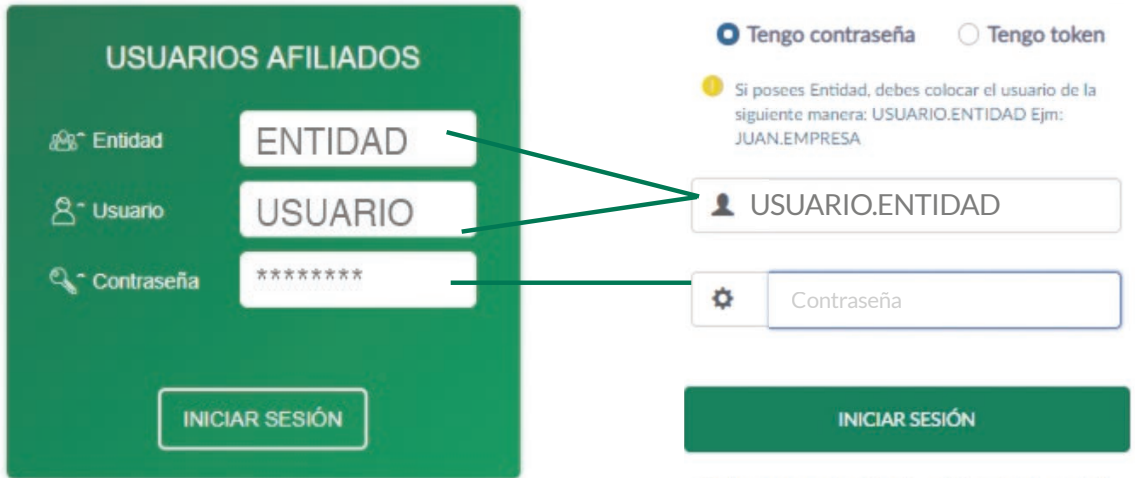 USUARIOS AFILIADOS
Entidad
ENTIDAD
Usuario
USUARIO
Contraseña
********
INICIAR SESIÓN
Tengo contraseña
Tengo token
Si posees Entidad, debes colocar el usuario de la
siguiente manera: USUARIO.ENTIDAD Ejm:
JUAN.EMPRESA
USUARIO.ENTIDAD
Contraseña
INICIAR SESIÓN